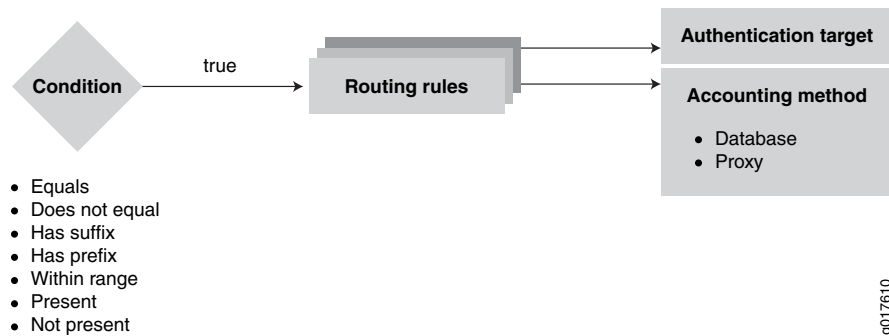 Condition
true
Routing rules
Authentication target
Accounting method
• Database
• Proxy
• Equals
• Does not equal
• Has suffix
• Has prefix
• Within range
• Present
• Not present
g017610